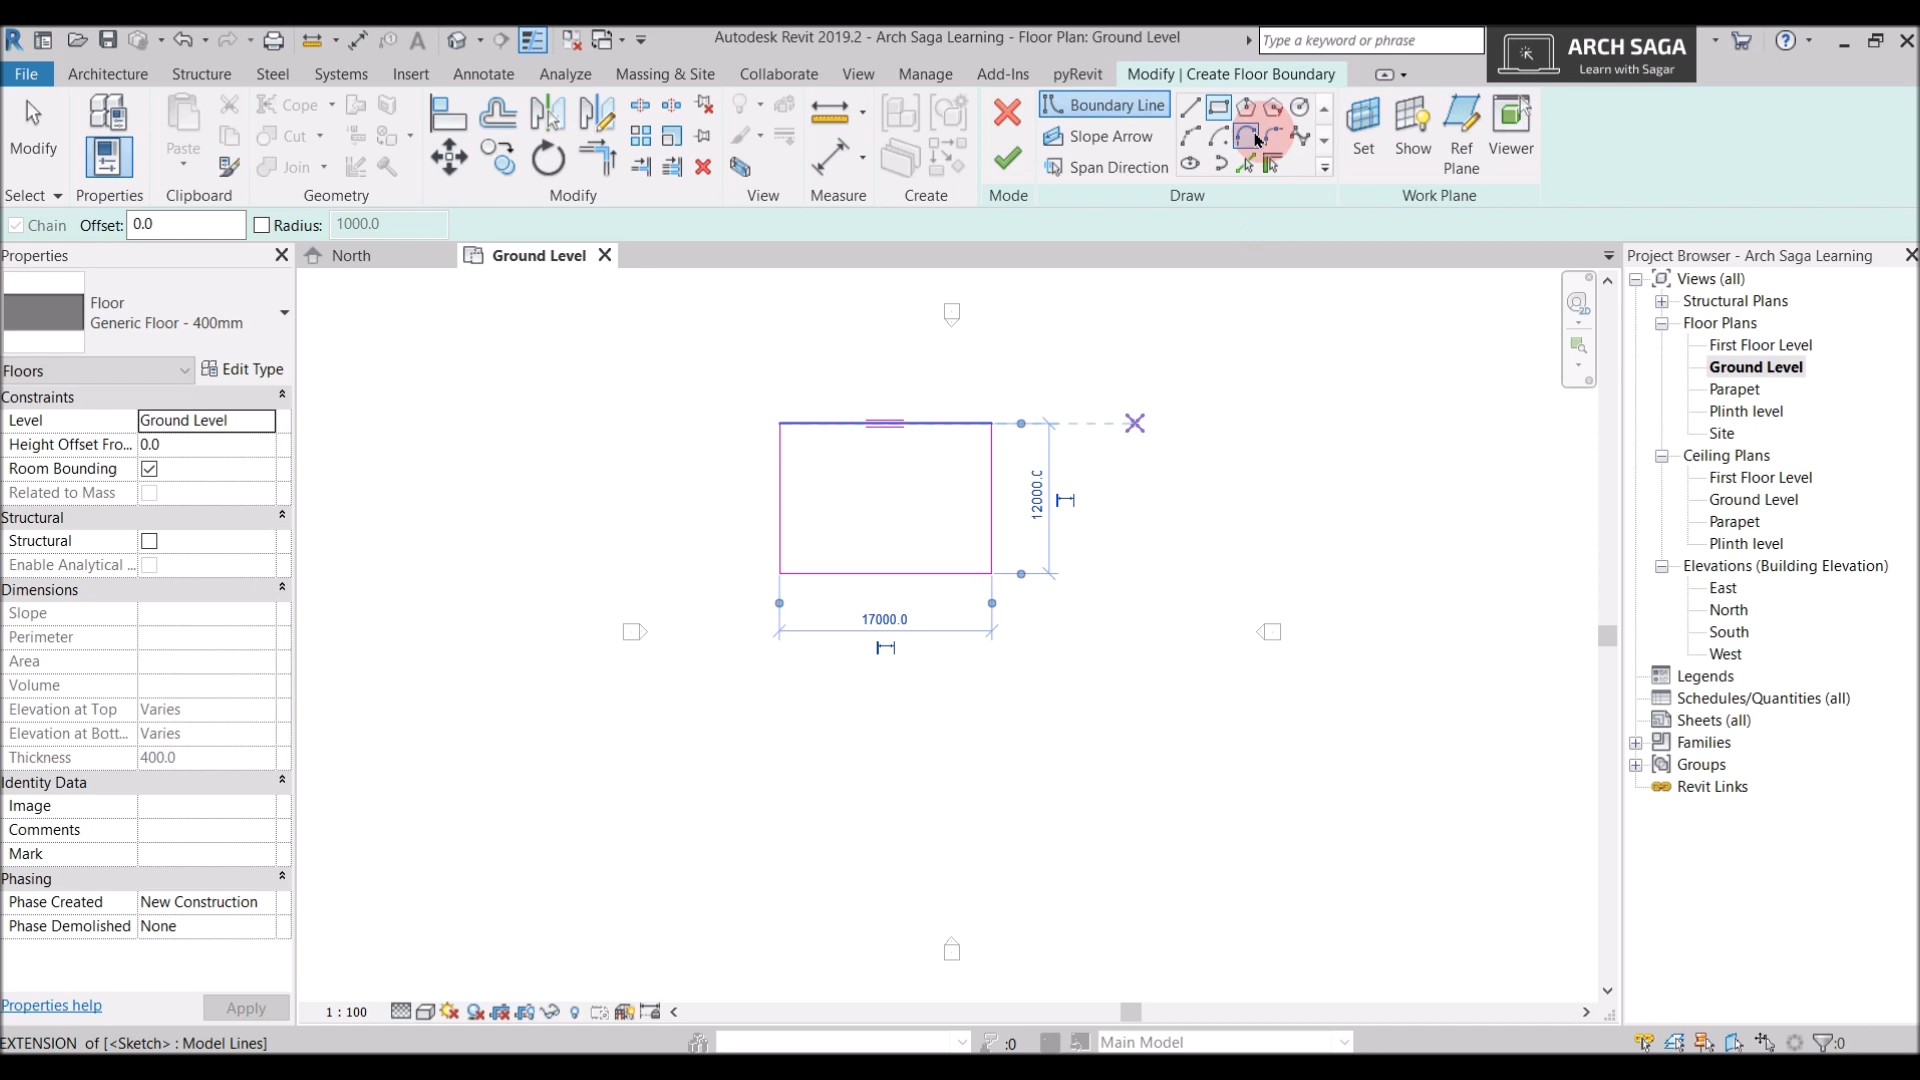 Autodesk Revit 2019.2 - Arch Saga Learning - Floor Plan: Ground Level
Type a keyword or phrase
ARCH SAGA
Learn with Sagar
File
Architecture
Structure
Steel
Systems
Insert
Annotate
Analyze
Massing & Site
Collaborate
View
Manage
Add-Ins
pyRevit
Modify | Create Floor Boundary
Modify
Paste
Cope
Cut
Join
Boundary Line
Slope Arrow
Span Direction
Set
Show
Ref
Plane
Viewer
Select
Properties
Clipboard
Geometry
Modify
View
Measure
Create
Mode
Draw
Work Plane
Chain
Offset: 0.0
Radius: 1000.0
Properties
Floor
Generic Floor - 400mm
Floors
Edit Type
Constraints
Level Ground Level
Height Offset Fro... 0.0
Room Bounding
Related to Mass
Structural
Structural
Enable Analytical ...
Dimensions
Slope
Perimeter
Area
Volume
Elevation at Top Varies
Elevation at Bott... Varies
Thickness 400.0
Identity Data
Image
Comments
Mark
Phasing
Phase Created New Construction
Phase Demolished None
Properties help
Apply
North
Ground Level
2D
12000.0
17000.0
1 : 100
Project Browser - Arch Saga Learning
Views (all)
Structural Plans
Floor Plans
First Floor Level
Ground Level
Parapet
Plinth level
Site
Ceiling Plans
First Floor Level
Ground Level
Parapet
Plinth level
Elevations (Building Elevation)
East
North
South
West
Legends
Schedules/Quantities (all)
Sheets (all)
Families
Groups
Revit Links
EXTENSION of [<Sketch> : Model Lines]
:0
Main Model
:0